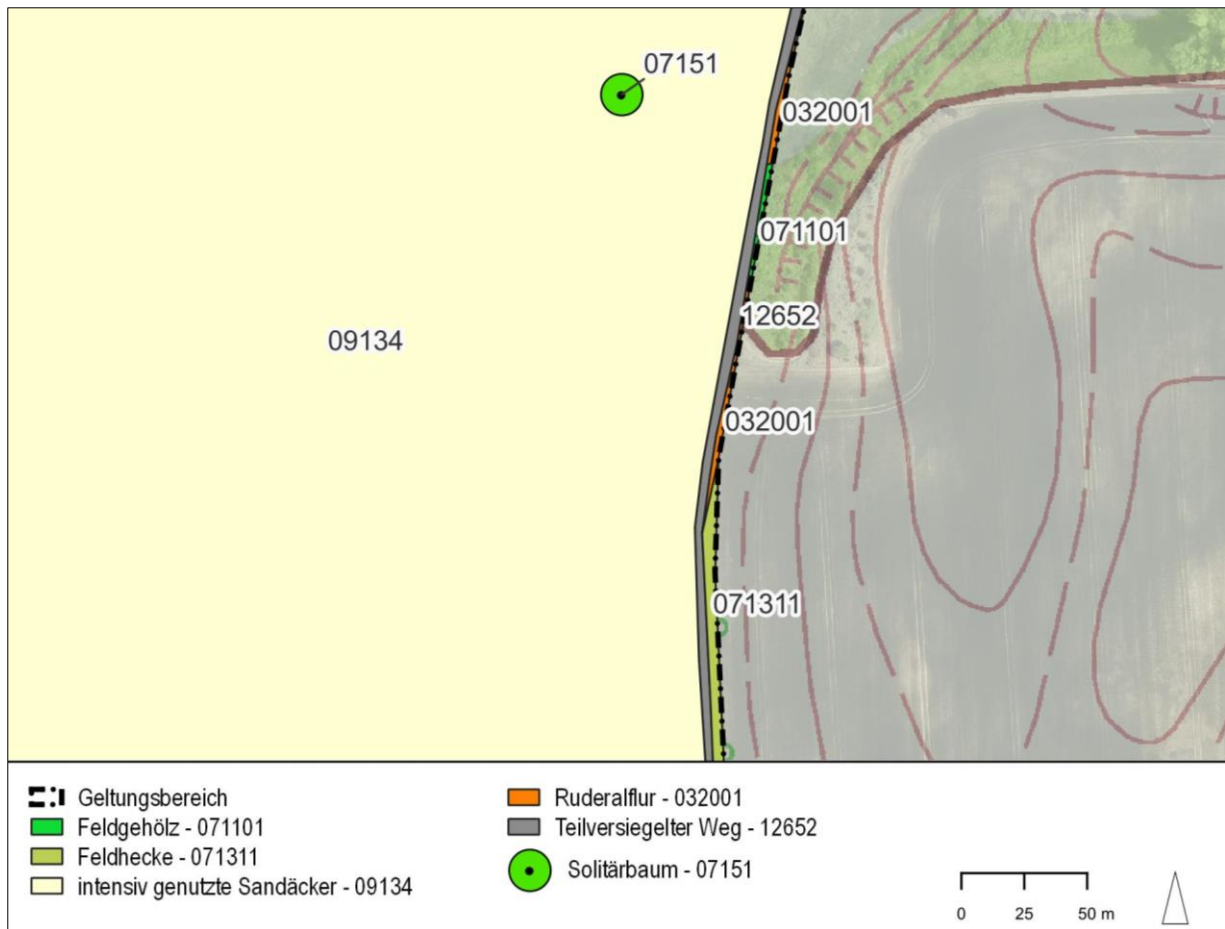 07151
032001
071101
12652
09134
032001
071311
Geltungsbereich
Feldgehölz - 071101
Feldhecke - 071311
intensiv genutzte Sandäcker - 09134
Ruderalflur - 032001
Teilversiegelter Weg - 12652
Solitärbaum - 07151
0 25 50 m